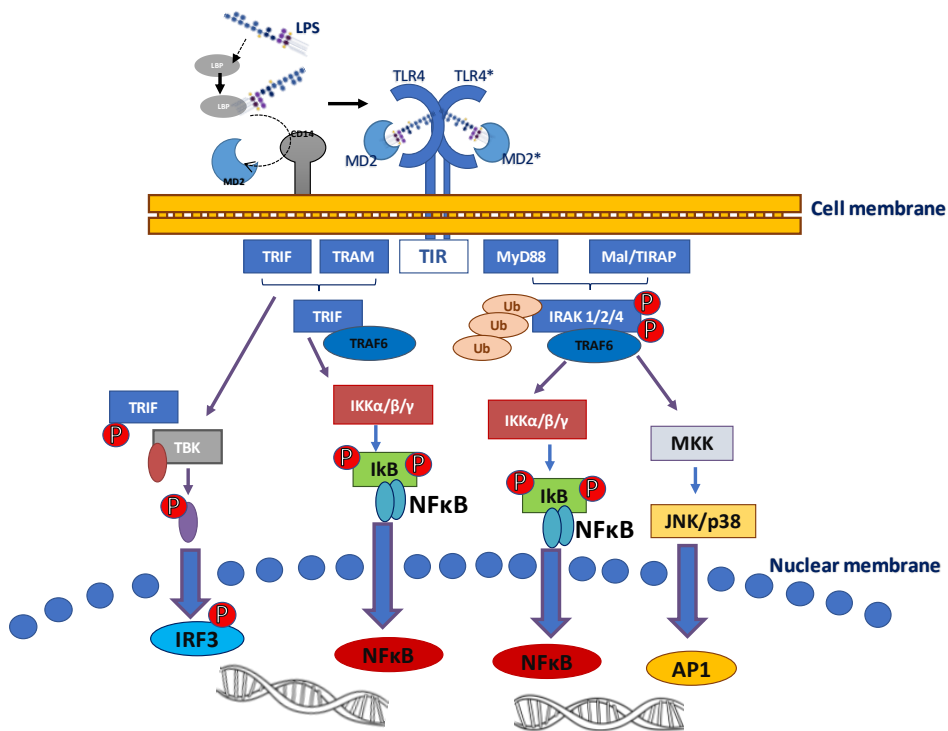 LPS
LBP
LBP
CD14
MD2
TLR4
TLR4*
MD2
MD2*
Cell membrane
TRIF
TRAM
TIR
MyD88
Mal/TIRAP
TRIF
TRAF6
Ub
Ub
Ub
IRAK 1/2/4
P
P
TRAF6
TRIF
P
TBK
P
IKKα/β/γ
P
P
IkB
NFκB
IKKα/β/γ
P
P
IkB
NFκB
MKK
JNK/p38
Nuclear membrane
P
IRF3
NFκB
NFκB
AP1